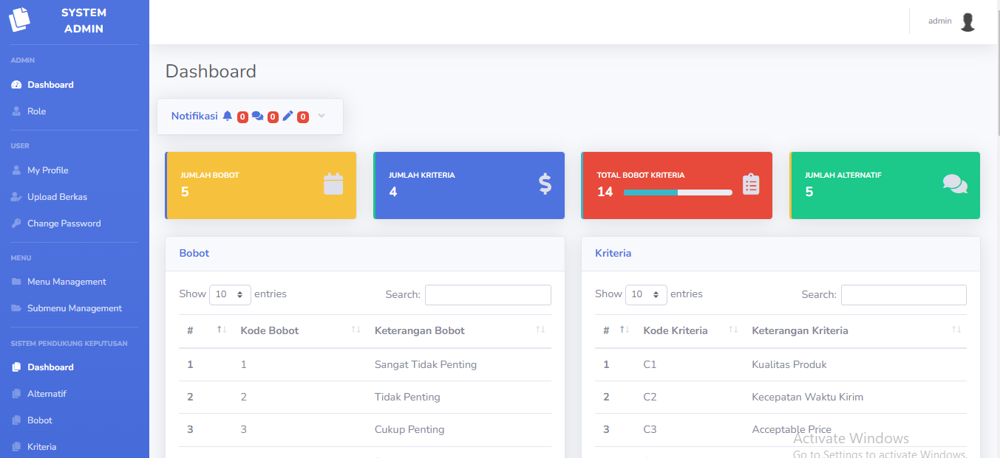 SYSTEM
ADMIN
ADMIN
Dashboard
Role
USER
My Profile
Upload Berkas
Change Password
MENU
Menu Management
Submenu Management
SISTEM PENDUKUNG KEPUTUSAN
Dashboard
Alternatif
Bobot
Kriteria
admin
Dashboard
Notifikasi 0 0 0
JUMLAH BOBOT
5
JUMLAH KRITERIA
4
TOTAL BOBOT KRITERIA
14
JUMLAH ALTERNATIF
5
Bobot
Show 10 entries Search:
# Kode Bobot Keterangan Bobot
1 1 Sangat Tidak Penting
2 2 Tidak Penting
3 3 Cukup Penting
Kriteria
Show 10 entries Search:
# Kode Kriteria Keterangan Kriteria
1 C1 Kualitas Produk
2 C2 Kecepatan Waktu Kirim
3 C3 Acceptable Price
Activate Windows
Go to Settings to activate Windows.